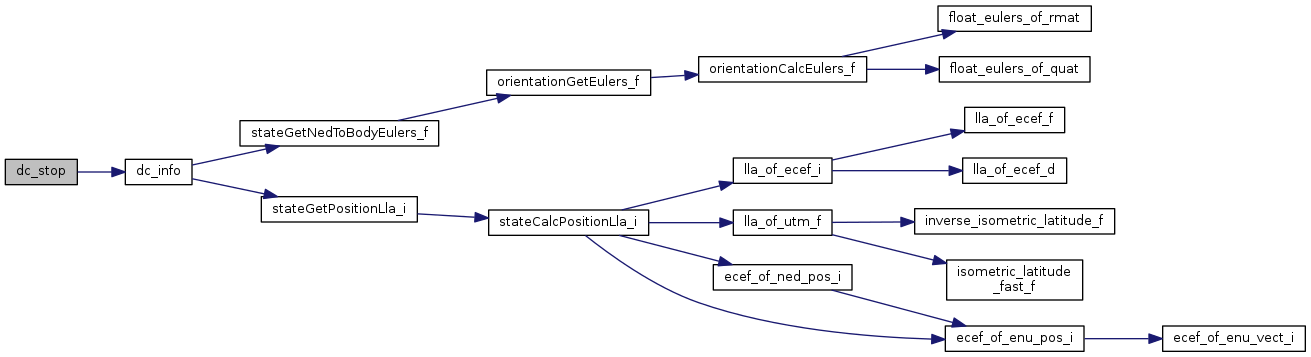 float_eulers_of_rmat
orientationCalcEulers_f
float_eulers_of_quat
orientationGetEulers_f
stateGetNedToBodyEulers_f
lla_of_ecef_f
dc_stop
dc_info
lla_of_ecef_i
lla_of_ecef_d
stateGetPositionLla_i
stateCalcPositionLla_i
lla_of_utm_f
inverse_isometric_latitude_f
ecef_of_ned_pos_i
isometric_latitude
_fast_f
ecef_of_enu_pos_i
ecef_of_enu_vect_i